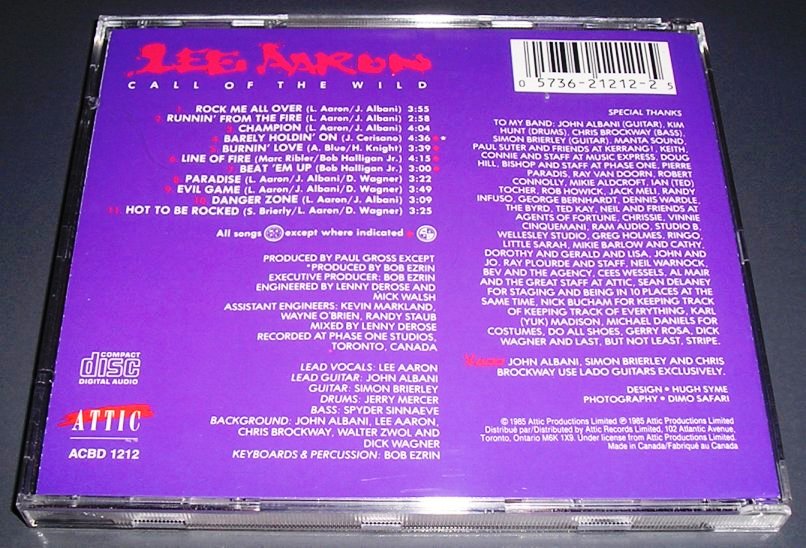 LEE AARON
CALL OF THE WILD
1. ROCK ME ALL OVER (L. Aaron/J. Albani) 3:55
2. RUNNIN' FROM THE FIRE (L. Aaron/J. Albani) 2:58
3. CHAMPION (L. Aaron/J. Albani) 4:04
4. BARELY HOLDIN' ON (J. Cerisano) 4:36 *
5. BURNIN' LOVE (A. Blue/H. Knight) 3:39
6. LINE OF FIRE (Marc Ribler/Bob Halligan Jr.) 4:15
7. BEAT 'EM UP (Bob Halligan Jr.) 3:00
8. PARADISE (L. Aaron/J. Albani/D. Wagner) 3:22
9. EVIL GAME (L. Aaron/J. Albani) 3:49
10. DANGER ZONE (L. Aaron/J. Albani) 3:09
11. HOT TO BE ROCKED (S. Brierly/L. Aaron/D. Wagner) 3:25
All songs except where indicated
PRODUCED BY PAUL GROSS EXCEPT
*PRODUCED BY BOB EZRIN
EXECUTIVE PRODUCER: BOB EZRIN
ENGINEERED BY LENNY DEROSE AND
MICK WALSH
ASSISTANT ENGINEERS: KEVIN MARKLAND,
WAYNE O'BRIEN, RANDY STAUB
MIXED BY LENNY DEROSE
RECORDED AT PHASE ONE STUDIOS,
TORONTO, CANADA
LEAD VOCALS: LEE AARON
LEAD GUITAR: JOHN ALBANI
GUITAR: SIMON BRIERLEY
DRUMS: JERRY MERCER
BASS: SPYDER SINNAEVE
BACKGROUND: JOHN ALBANI, LEE AARON,
CHRIS BROCKWAY, WALTER ZWOL AND
DICK WAGNER
KEYBOARDS & PERCUSSION: BOB EZRIN
COMPACT
disc
DIGITAL AUDIO
ATTIC
ACBD 1212
0 5736-21212-2 5
SPECIAL THANKS
TO MY BAND: JOHN ALBANI (GUITAR), KIM
HUNT (DRUMS), CHRIS BROCKWAY (BASS),
SIMON BRIERLEY (GUITAR), MANTA SOUND,
PAUL SUTER AND FRIENDS AT KERRANG!, KEITH,
CONNIE AND STAFF AT MUSIC EXPRESS, DOUG
HILL, BISHOP AND STAFF AT PHASE ONE, PIERRE
PARADIS, RAY VAN DOORN, ROBERT
CONNOLLY, MIKE ALDCROFT, IAN (TED)
TOCHER, ROB HOWICK, JACK MELI, RANDY
INFUSO, GEORGE BERNHARDT, DENNIS WARDLE,
THE BYRD, TED KAY, NEIL AND FRIENDS AT
AGENTS OF FORTUNE, CHRISSIE, VINNIE
CINQUEMANI, RAM AUDIO, STUDIO B,
WELLESLEY STUDIO, GREG HOLMES, RINGO,
LITTLE SARAH, MIKIE BARLOW AND CATHY,
DOROTHY AND GERALD AND LISA, JOHN AND
JO. RAY PLOURDE AND STAFF, NEIL WARNOCK,
BEV AND THE AGENCY, CEES WESSELS, AL MAIR
AND THE GREAT STAFF AT ATTIC, SEAN DELANEY
FOR STAGING AND BEING IN 10 PLACES AT THE
SAME TIME, NICK BUCHAM FOR KEEPING TRACK
OF KEEPING TRACK OF EVERYTHING, KARL
(YUK) MADISON, MICHAEL DANIELS FOR
COSTUMES, DO ALL SHOES, GERRY ROSA, DICK
WAGNER AND LAST, BUT NOT LEAST, STRIPE.
JOHN ALBANI, SIMON BRIERLEY AND CHRIS
BROCKWAY USE LADO GUITARS EXCLUSIVELY.
DESIGN • HUGH SYME
PHOTOGRAPHY • DIMO SAFARI
© 1985 Attic Productions Limited ℗ 1985 Attic Productions Limited
Distribué par/Distributed by Attic Records Limited, 102 Atlantic Avenue,
Toronto, Ontario M6K 1X9. Under license from Attic Productions Limited.
Made in Canada/Fabriqué au Canada